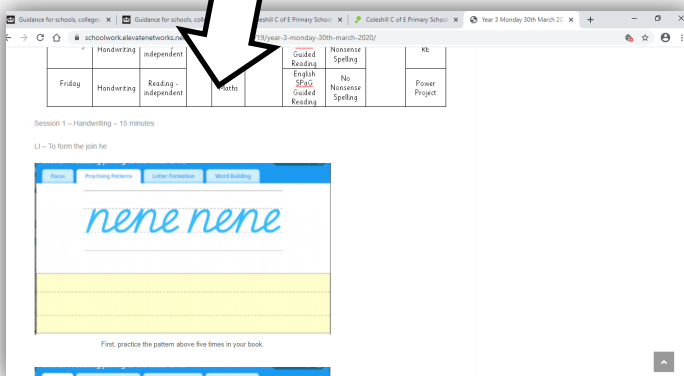 Guidance for schools, colleges
Guidance for schools, coll
eshill C of E Primary School
Coleshill C of E Primary School
Year 3 Monday 30th March 20
schoolwork.elevatenetworks.ne
19/year-3-monday-30th-march-2020/
Handwriting
independent
Guided
Reading
Nonsense
Spelling
RE
Friday
Handwriting
Reading -
independent
Maths
English
SPaG
Guided
Reading
No
Nonsense
Spelling
Power
Project
Session 1 – Handwriting – 15 minutes
LI – To form the join he
Focus
Practising Patterns
Letter Formation
Word Building
nene nene
First, practice the pattern above five times in your book.